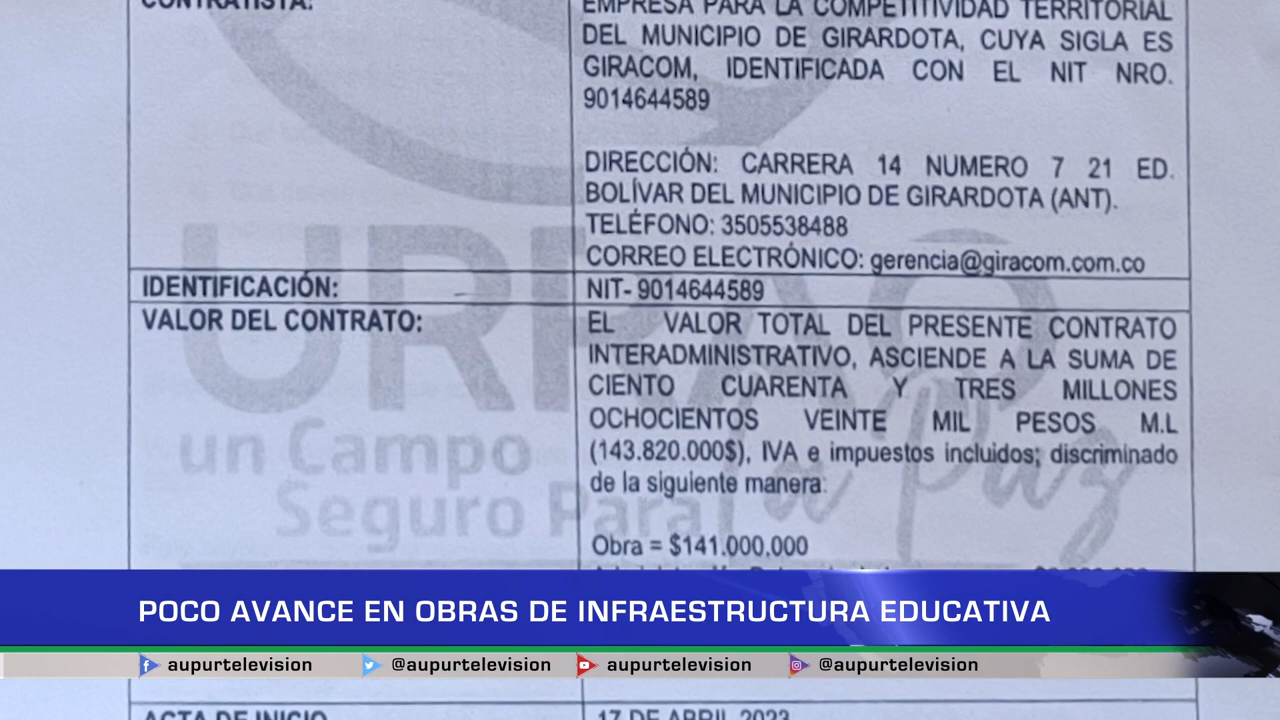 CONTRATISTA:
EMPRESA PARA LA COMPETITIVIDAD TERRITORIAL
DEL MUNICIPIO DE GIRARDOTA, CUYA SIGLA ES
GIRACOM, IDENTIFICADA CON EL NIT NRO.
9014644589
DIRECCIÓN: CARRERA 14 NUMERO 7 21 ED.
BOLÍVAR DEL MUNICIPIO DE GIRARDOTA (ANT).
TELÉFONO: 3505538488
CORREO ELECTRÓNICO: gerencia@giracom.com.co
IDENTIFICACIÓN:
NIT- 9014644589
VALOR DEL CONTRATO:
EL VALOR TOTAL DEL PRESENTE CONTRATO
INTERADMINISTRATIVO, ASCIENDE A LA SUMA DE
CIENTO CUARENTA Y TRES MILLONES
OCHOCIENTOS VEINTE MIL PESOS M.L
(143.820.000$), IVA e impuestos incluidos; discriminado
de la siguiente manera:
Obra = $141.000.000
URRAO
un Campo
Seguro Para la Paz
POCO AVANCE EN OBRAS DE INFRAESTRUCTURA EDUCATIVA
aupurtelevision
@aupurtelevision
aupurtelevision
@aupurtelevision
ACTA DE INICIO
17 DE ABRIL 2023